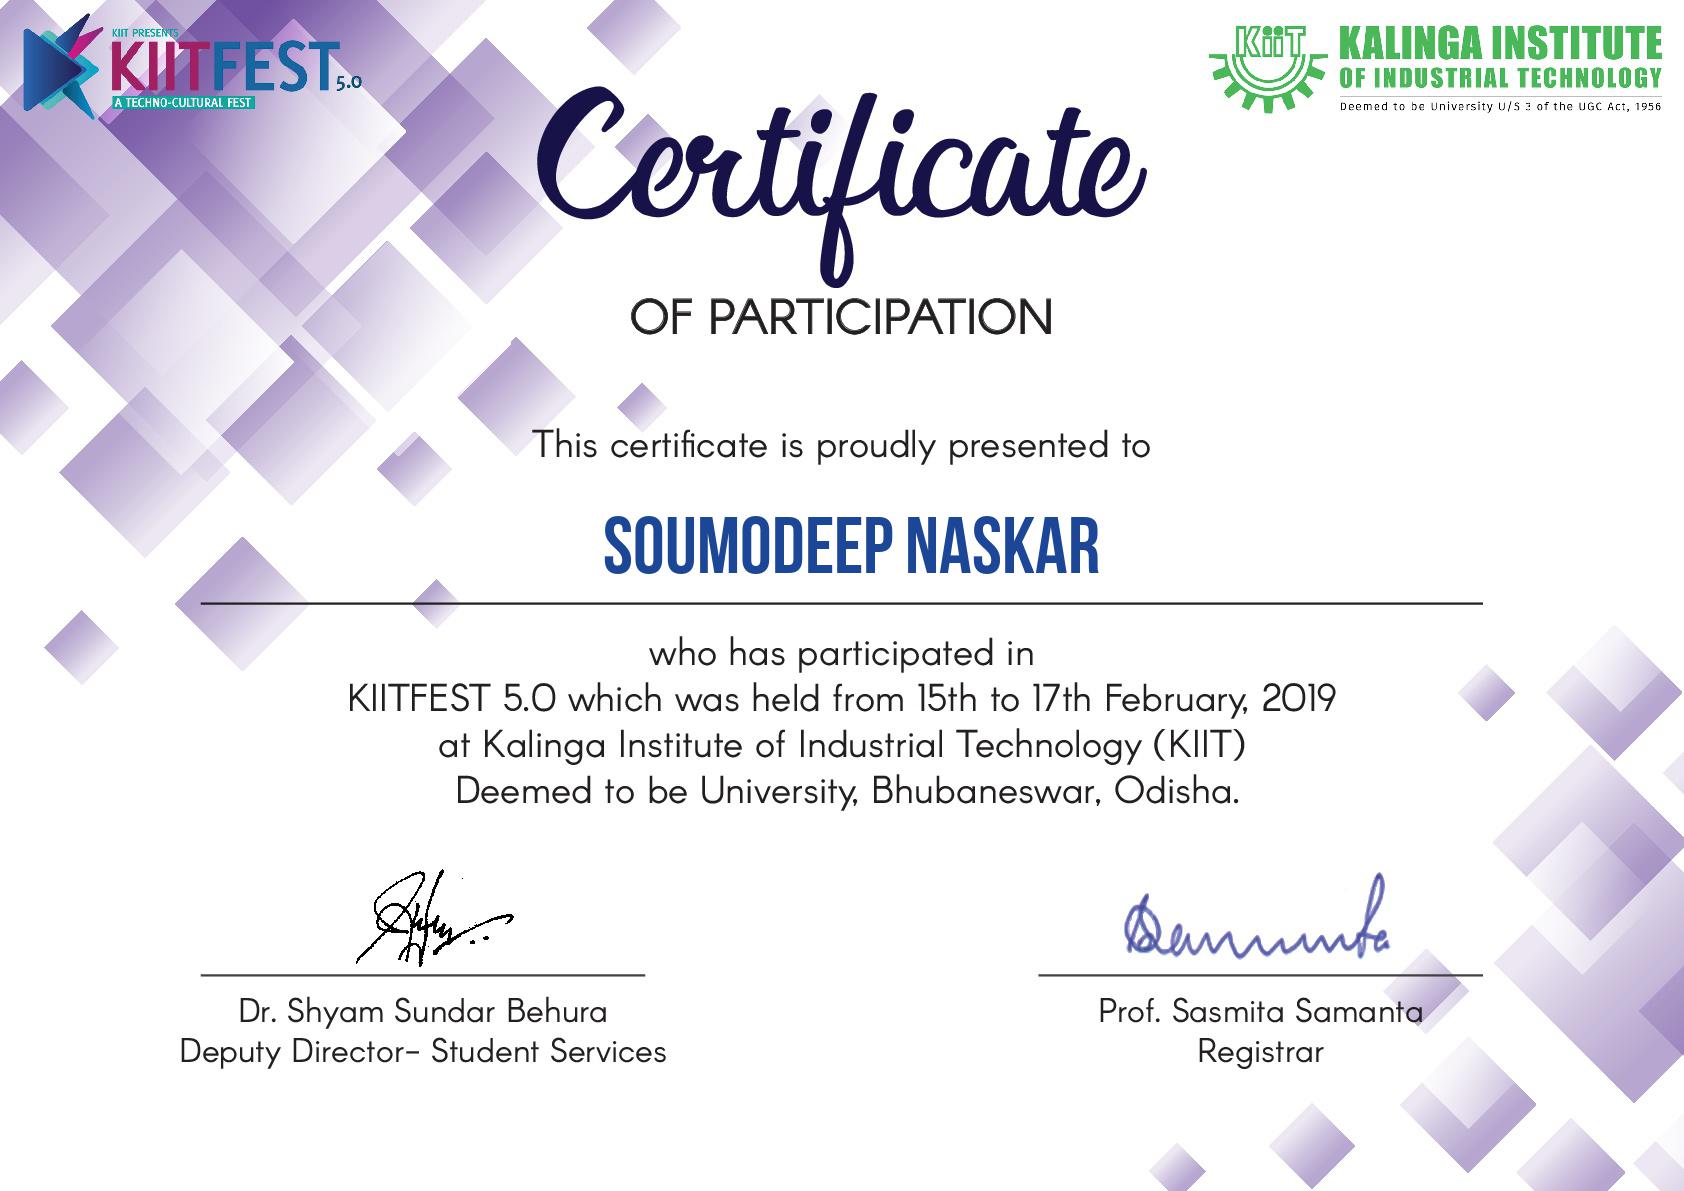 KIIT PRESENTS
KIITFEST 5.0
A TECHNO-CULTURAL FEST
KiiT
KALINGA INSTITUTE
OF INDUSTRIAL TECHNOLOGY
Deemed to be University U/S 3 of the UGC Act, 1956
Certificate
OF PARTICIPATION
This certificate is proudly presented to
SOUMODEEP NASKAR
who has participated in
KIITFEST 5.0 which was held from 15th to 17th February, 2019
at Kalinga Institute of Industrial Technology (KIIT)
Deemed to be University, Bhubaneswar, Odisha.
Dr. Shyam Sundar Behura
Deputy Director- Student Services
Prof. Sasmita Samanta
Registrar